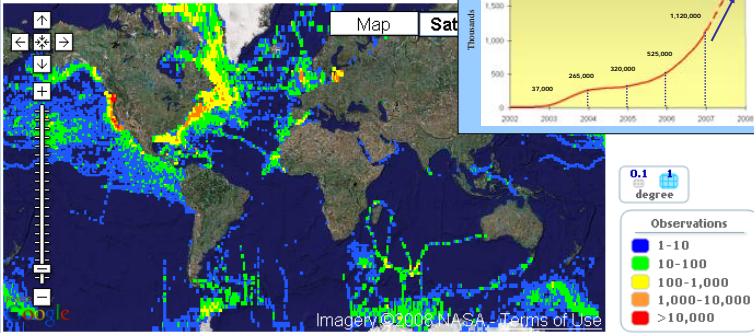 Map
Sat
Thousands
1,500
500
0
37,000
265,000
320,000
525,000
1,120,000
2002 2003 2004 2005 2006 2007 2008
0.1 1
degree
Observations
1-10
10-100
100-1,000
1,000-10,000
>10,000
Google
Imagery ©2008 NASA - Terms of Use